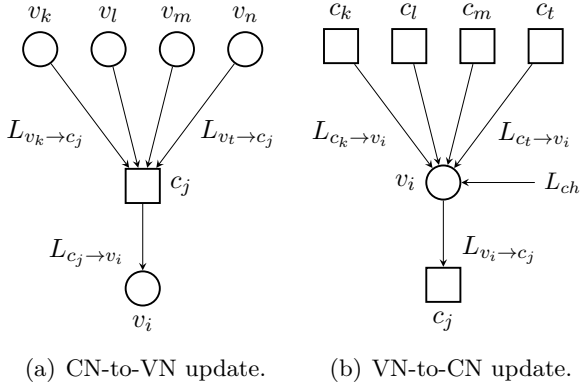 v_k v_l v_m v_n
L_{v_k→c_j} L_{v_t→c_j}
c_j
L_{c_j→v_i}
v_i
(a) CN-to-VN update.
c_k c_l c_m c_t
L_{c_k→v_i} L_{c_t→v_i}
v_i L_{ch}
L_{v_i→c_j}
c_j
(b) VN-to-CN update.